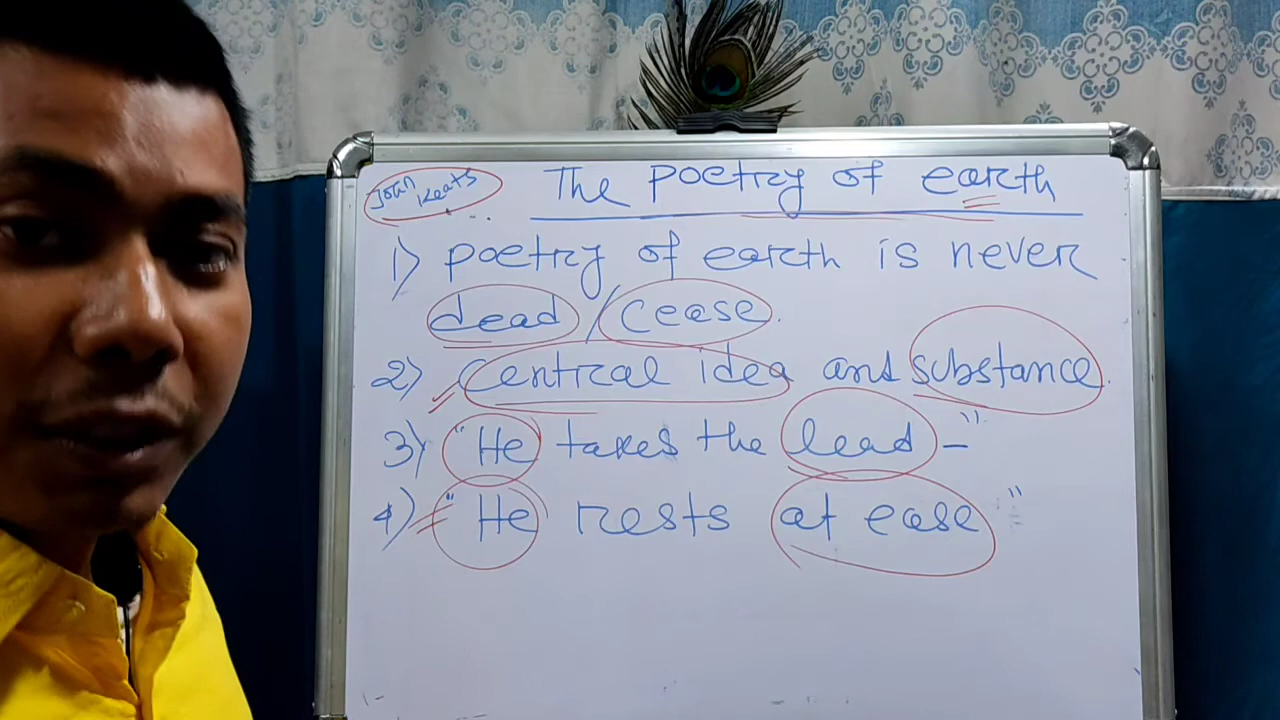 John
Keats
The Poetry of earth
1) poetry of earth is never
dead / cease.
2) Central idea and substance.
3) "He takes the lead – "
4) "He rests at ease "